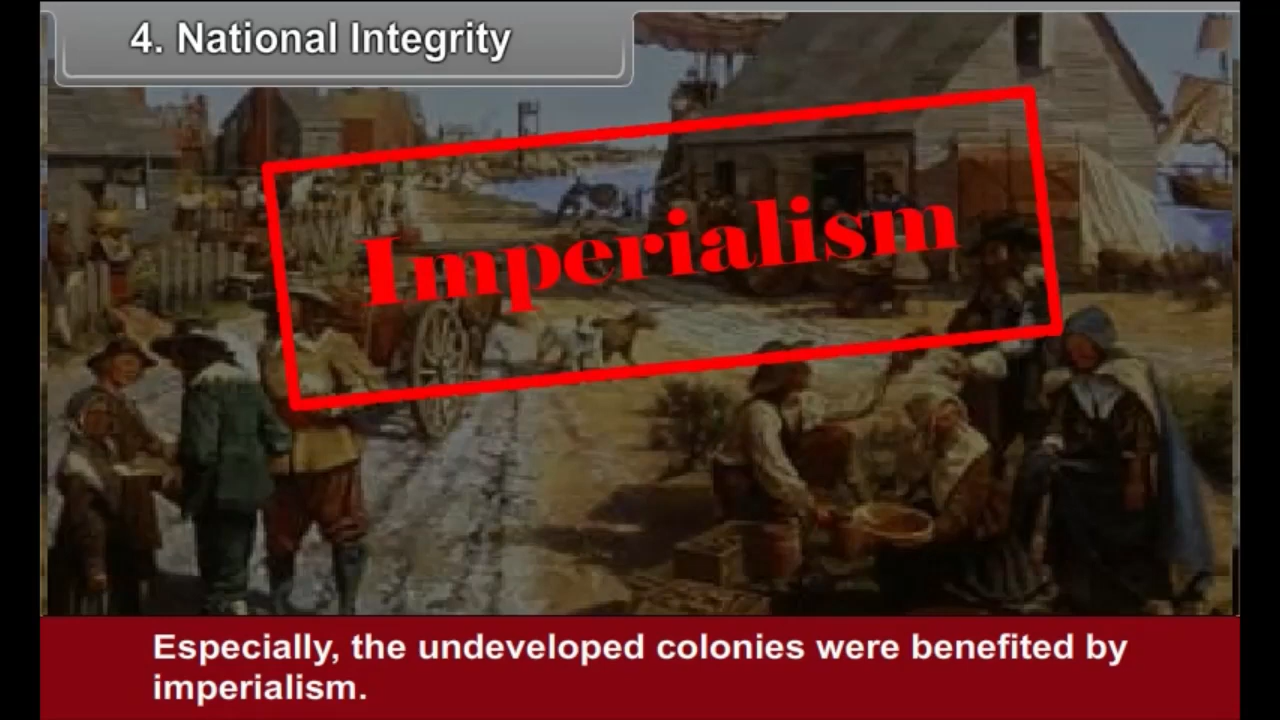 4. National Integrity
Imperialism
Especially, the undeveloped colonies were benefited by
imperialism.